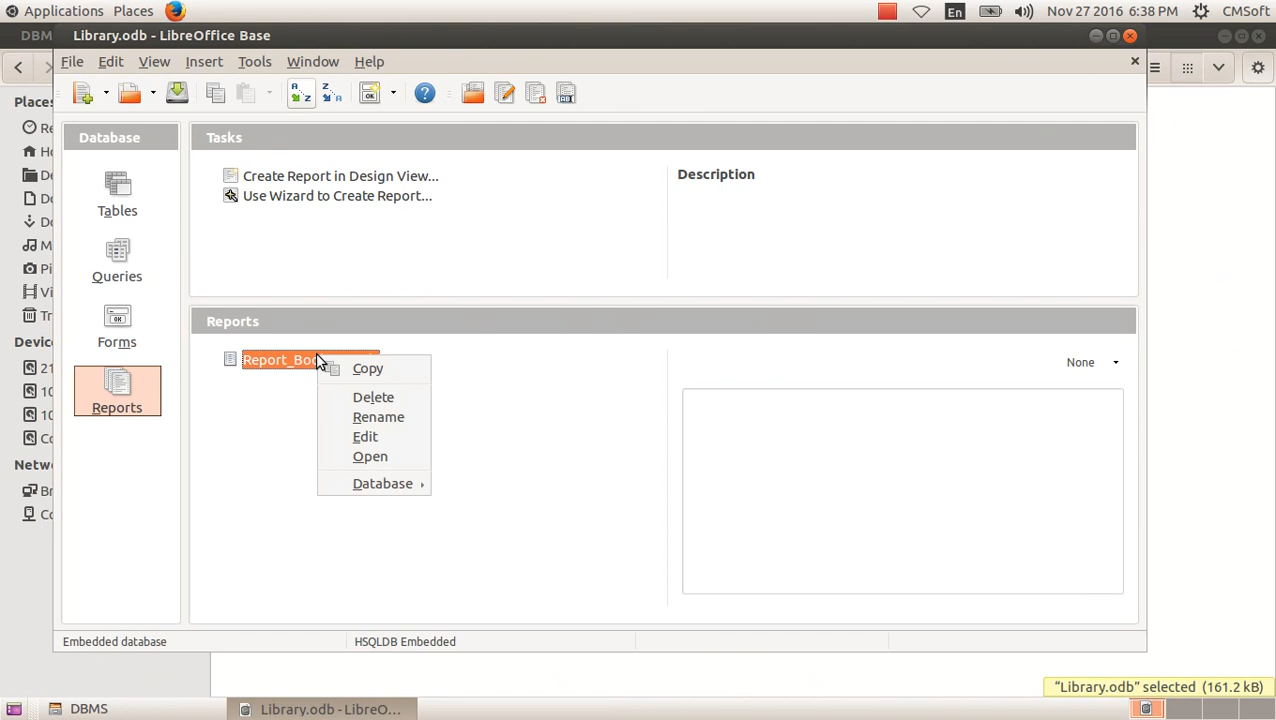 Applications Places En Nov 27 2016 6:38 PM CMSoft
Library.odb - LibreOffice Base
File Edit View Insert Tools Window Help
Database
Tables
Queries
Forms
Reports
Tasks
Create Report in Design View...
Use Wizard to Create Report...
Description
Reports
None
Copy
Delete
Rename
Edit
Open
Database
Embedded database HSQLDB Embedded
"Library.odb" selected (161.2 kB)
DBMS Library.odb - LibreO...